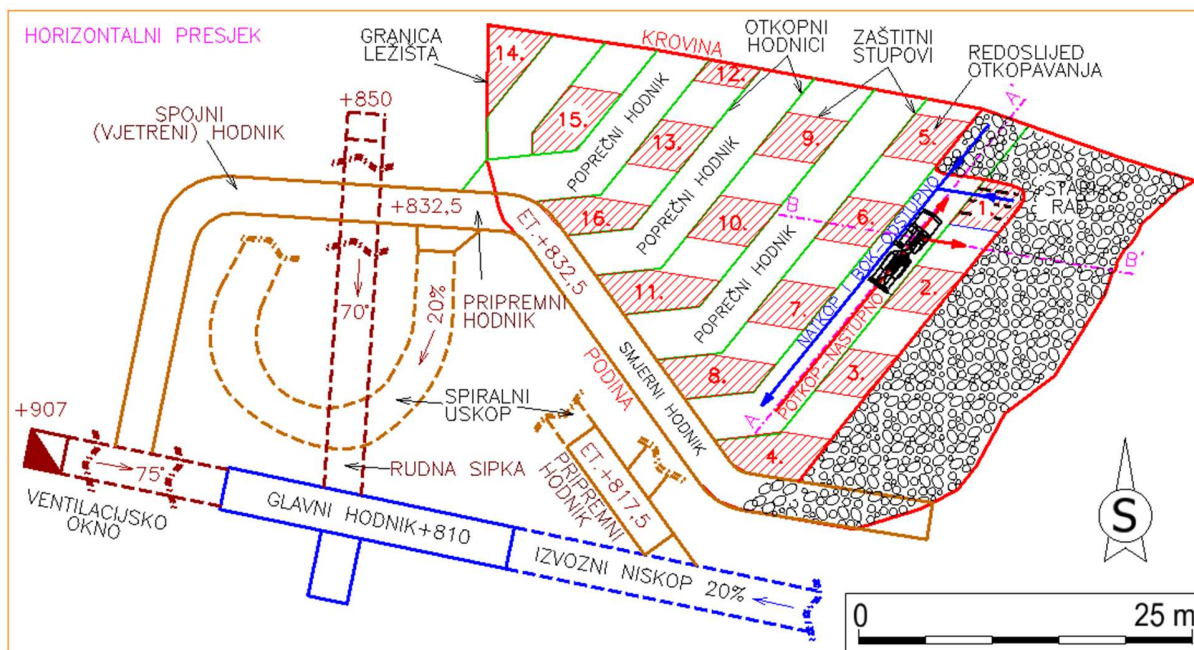 HORIZONTALNI PRESJEK
GRANICA
LEŽIŠTA
KROVINA
OTKOPNI
HODNICI
ZAŠTITNI
STUPOVI
REDOSLIJED
OTKOPAVANJA
14.
12.
15.
13.
9.
5.
A'
+850
SPOJNI
(VJETRENI) HODNIK
POPREČNI HODNIK
POPREČNI HODNIK
POPREČNI HODNIK
STARI
RAD
1.
+832,5
ET.+832,5
16.
10.
6.
B
B'
PRIPREMNI
HODNIK
70°
20%
11.
7.
2.
NATKOP I BOK-ODSTUPNO
POTKOP-NASTUPNO
SMJERNI HODNIK
PODINA
8.
3.
A
4.
SPIRALNI
USKOP
+907
75°
RUDNA SIPKA
VENTILACIJSKO
OKNO
GLAVNI HODNIK+810
ET.+817,5
PRIPREMNI
HODNIK
IZVOZNI NISKOP 20%
S
0
25 m